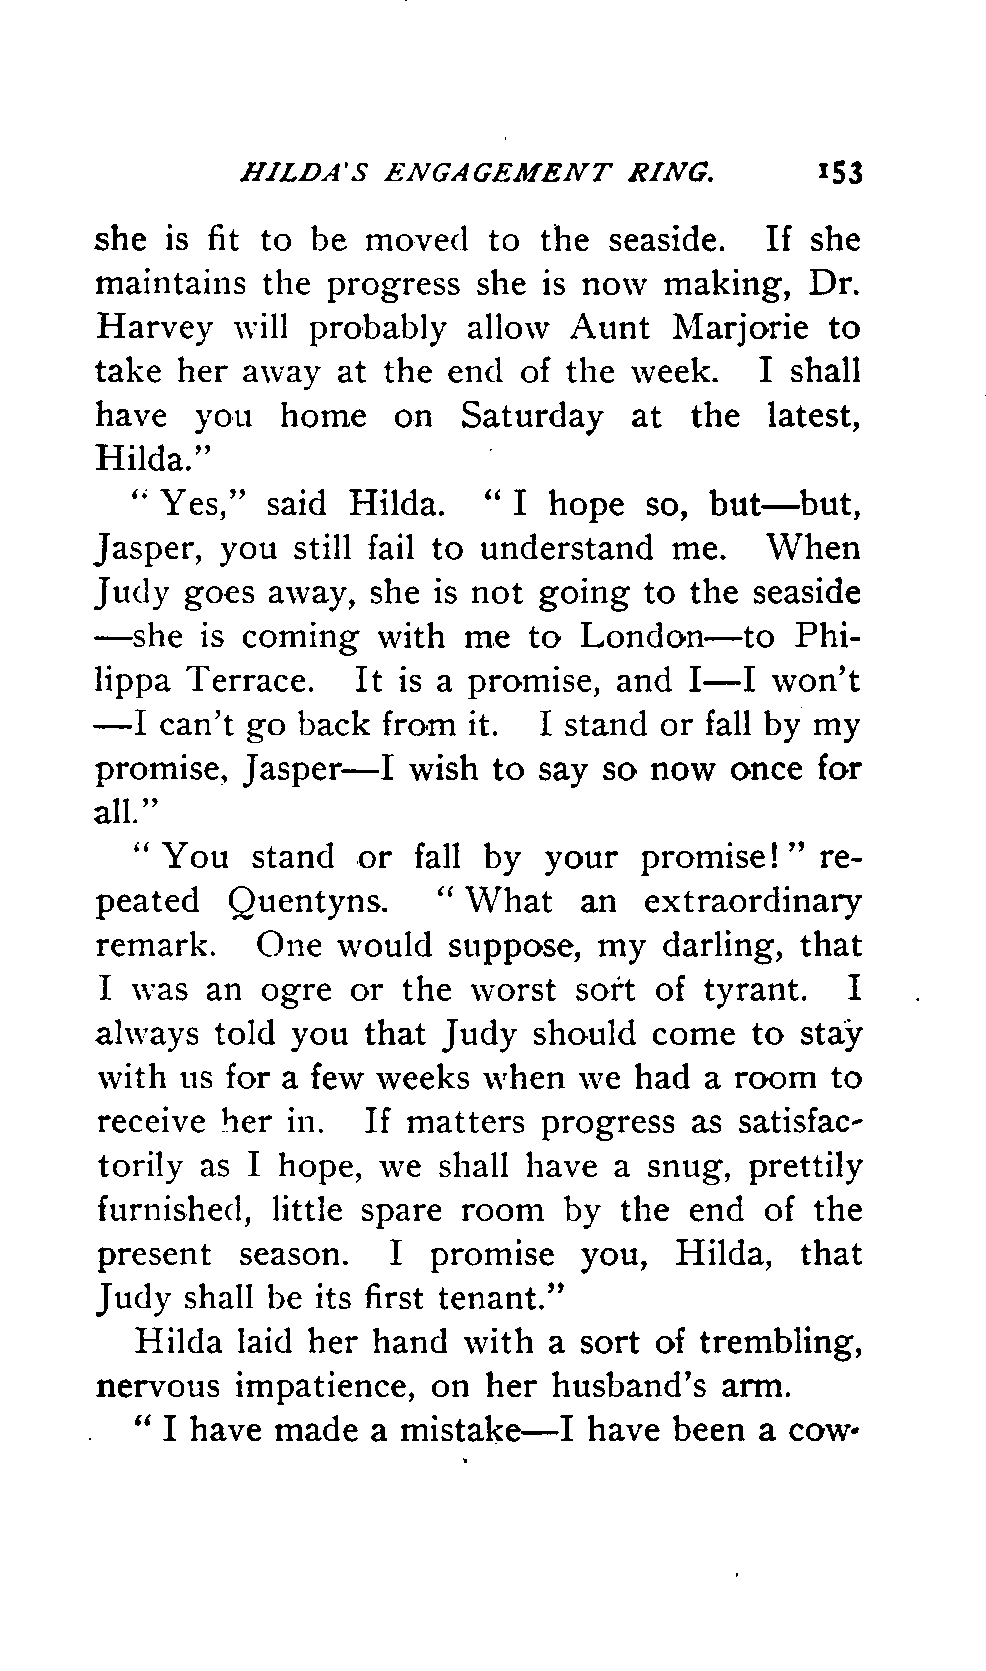 HILDA'S ENGAGEMENT RING. 153
she is fit to be moved to the seaside. If she
maintains the progress she is now making, Dr.
Harvey will probably allow Aunt Marjorie to
take her away at the end of the week. I shall
have you home on Saturday at the latest,
Hilda."
"Yes," said Hilda. "I hope so, but—but,
Jasper, you still fail to understand me. When
Judy goes away, she is not going to the seaside
—she is coming with me to London—to Phi-
lippa Terrace. It is a promise, and I—I won't
—I can't go back from it. I stand or fall by my
promise, Jasper—I wish to say so now once for
all."
"You stand or fall by your promise!" re-
peated Quentyns. "What an extraordinary
remark. One would suppose, my darling, that
I was an ogre or the worst sort of tyrant. I
always told you that Judy should come to stay
with us for a few weeks when we had a room to
receive her in. If matters progress as satisfac-
torily as I hope, we shall have a snug, prettily
furnished, little spare room by the end of the
present season. I promise you, Hilda, that
Judy shall be its first tenant."
Hilda laid her hand with a sort of trembling,
nervous impatience, on her husband's arm.
"I have made a mistake—I have been a cow-